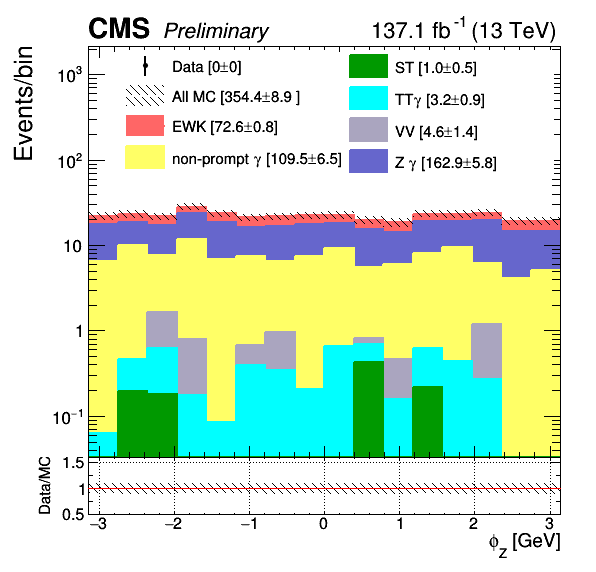 CMS Preliminary 137.1 fb⁻¹ (13 TeV)
Events/bin
Data [0±0]
All MC [354.4±8.9 ]
EWK [72.6±0.8]
non-prompt γ [109.5±6.5]
ST [1.0±0.5]
TTγ [3.2±0.9]
VV [4.6±1.4]
Z γ [162.9±5.8]
10³
10²
10
1
10⁻¹
Data/MC
1.5
1
0.5
−3 −2 −1 0 1 2 3
ϕ_Z [GeV]